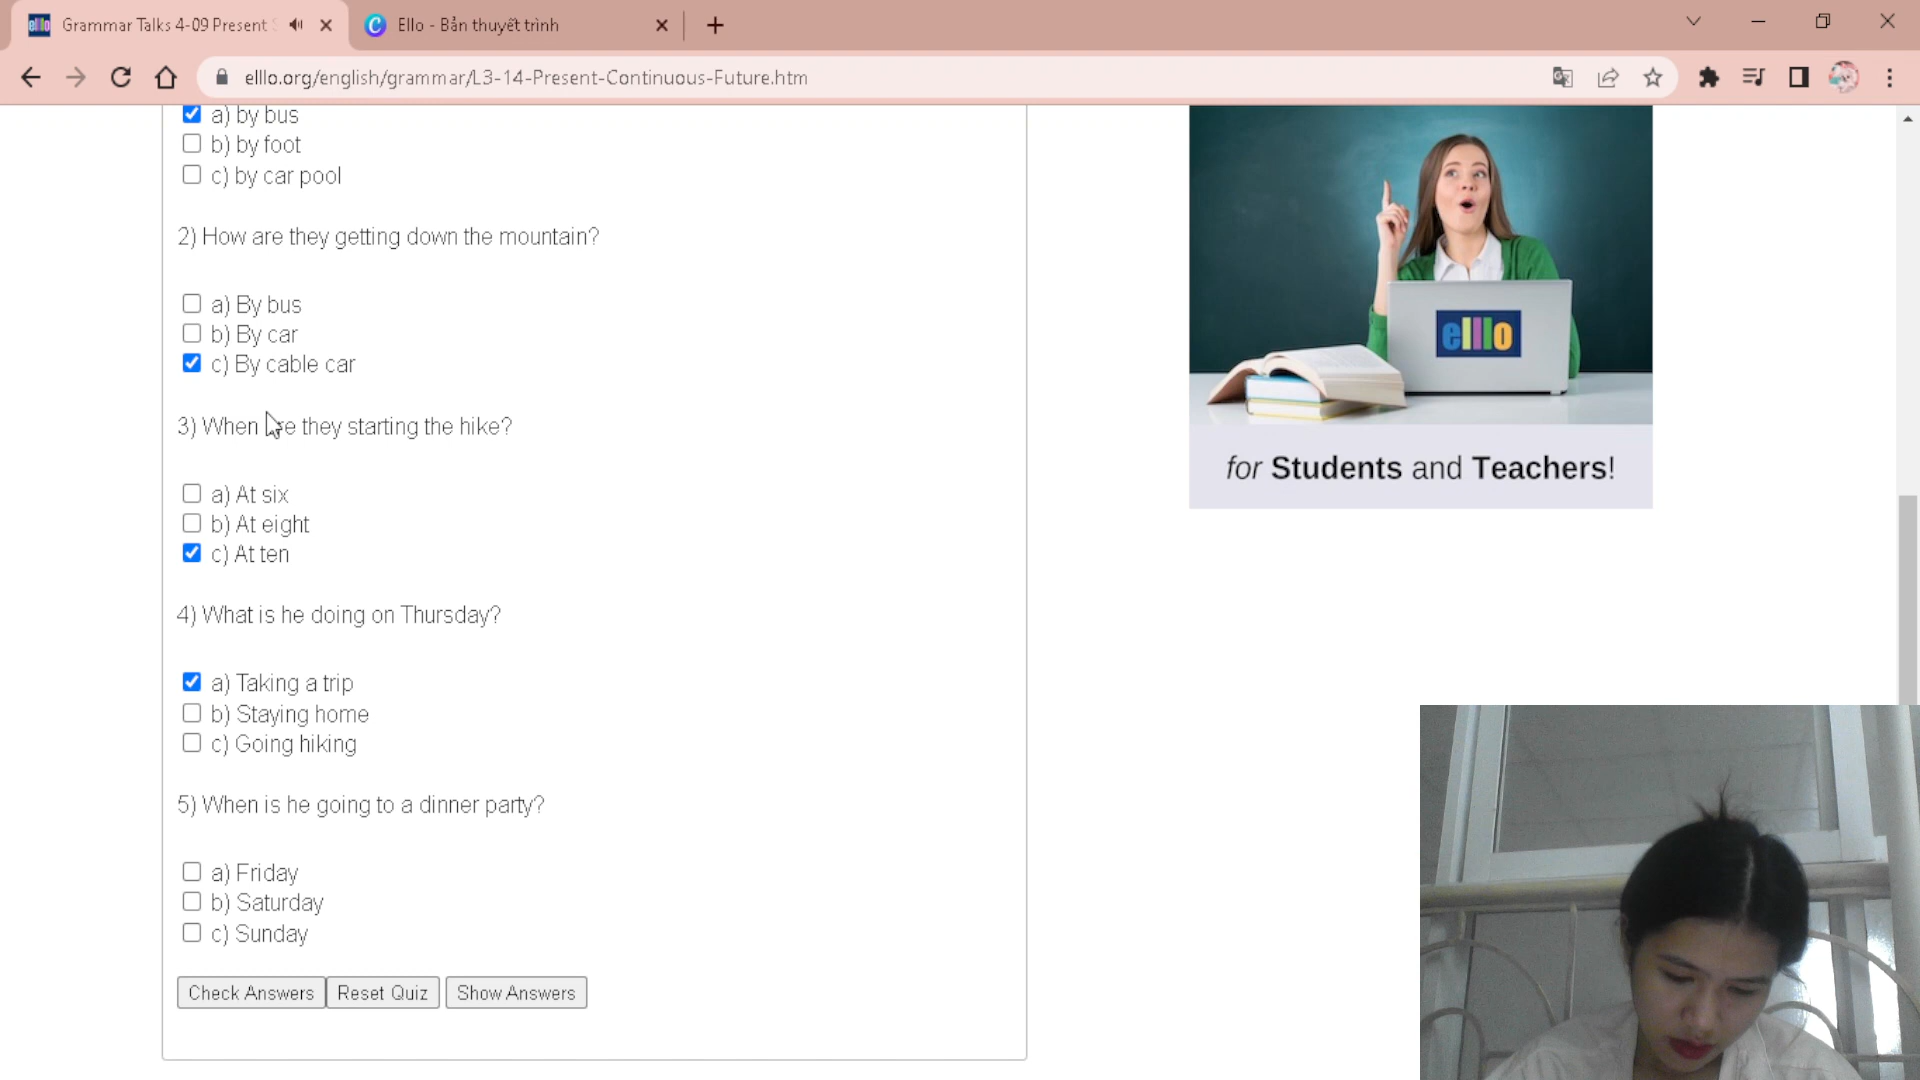 Grammar Talks 4-09 Present S
Ello - Bản thuyết trình
elllo.org/english/grammar/L3-14-Present-Continuous-Future.htm
a) by bus
b) by foot
c) by car pool
2) How are they getting down the mountain?
a) By bus
b) By car
c) By cable car
3) When are they starting the hike?
a) At six
b) At eight
c) At ten
4) What is he doing on Thursday?
a) Taking a trip
b) Staying home
c) Going hiking
5) When is he going to a dinner party?
a) Friday
b) Saturday
c) Sunday
Check Answers Reset Quiz Show Answers
elllo
for Students and Teachers!